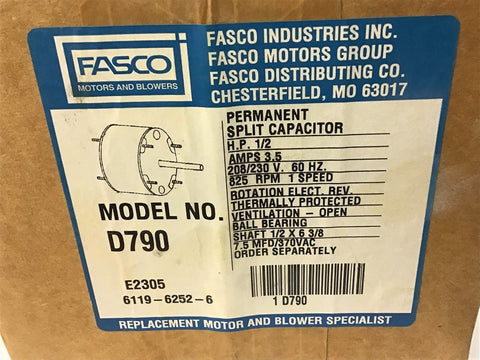 FASCO
MOTORS AND BLOWERS
FASCO INDUSTRIES INC.
FASCO MOTORS GROUP
FASCO DISTRIBUTING CO.
CHESTERFIELD, MO 63017
PERMANENT
SPLIT CAPACITOR
H.P. 1/2
AMPS 3.5
208/230 V. 60 HZ.
825 RPM 1 SPEED
ROTATION ELECT. REV.
THERMALLY PROTECTED
VENTILATION - OPEN
BALL BEARING
SHAFT 1/2 X 6 3/8
7.5 MFD/370VAC
ORDER SEPARATELY
MODEL NO.
D790
E2305
6119-6252-6
1 D790
REPLACEMENT MOTOR AND BLOWER SPECIALIST